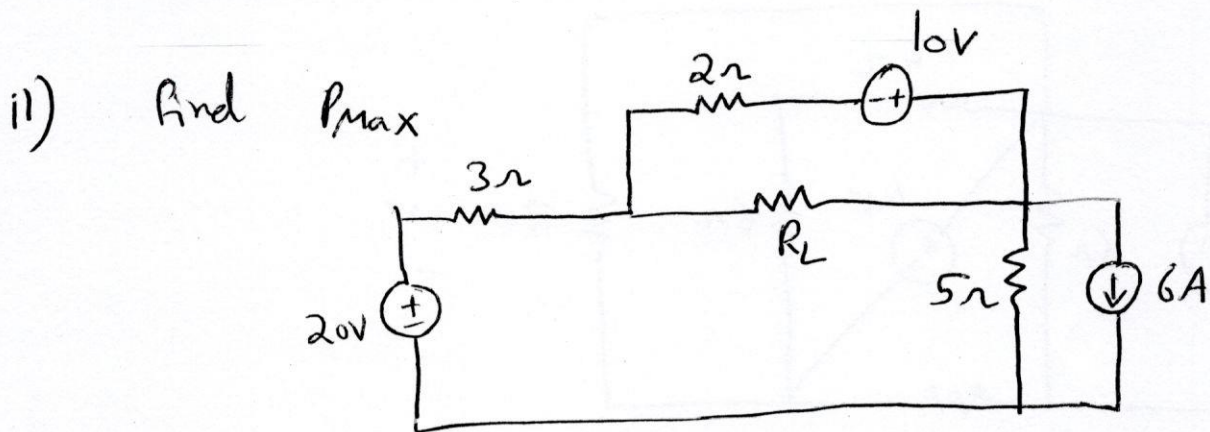 10V
ii) find PMax
2Ω
-+
3Ω
RL
+
-
20V
5Ω
6A